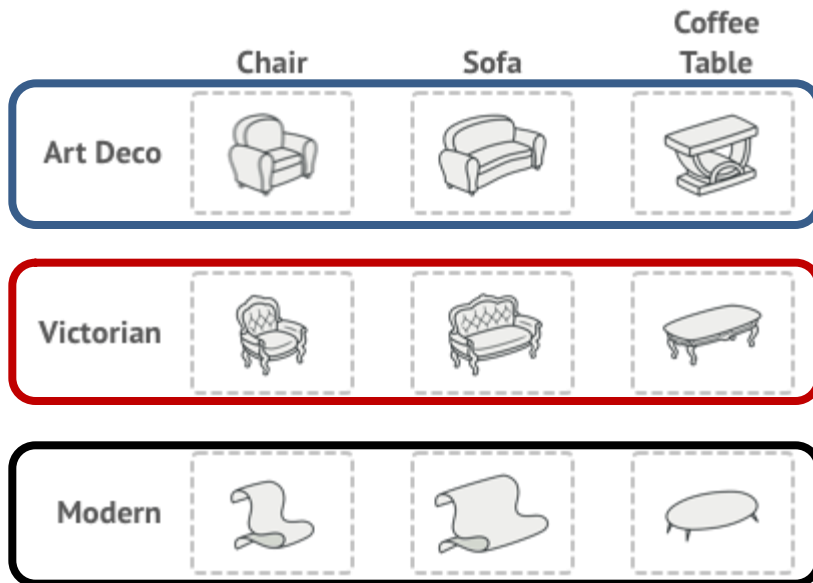 Coffee
Chair Sofa Table
Art Deco
Victorian
Modern